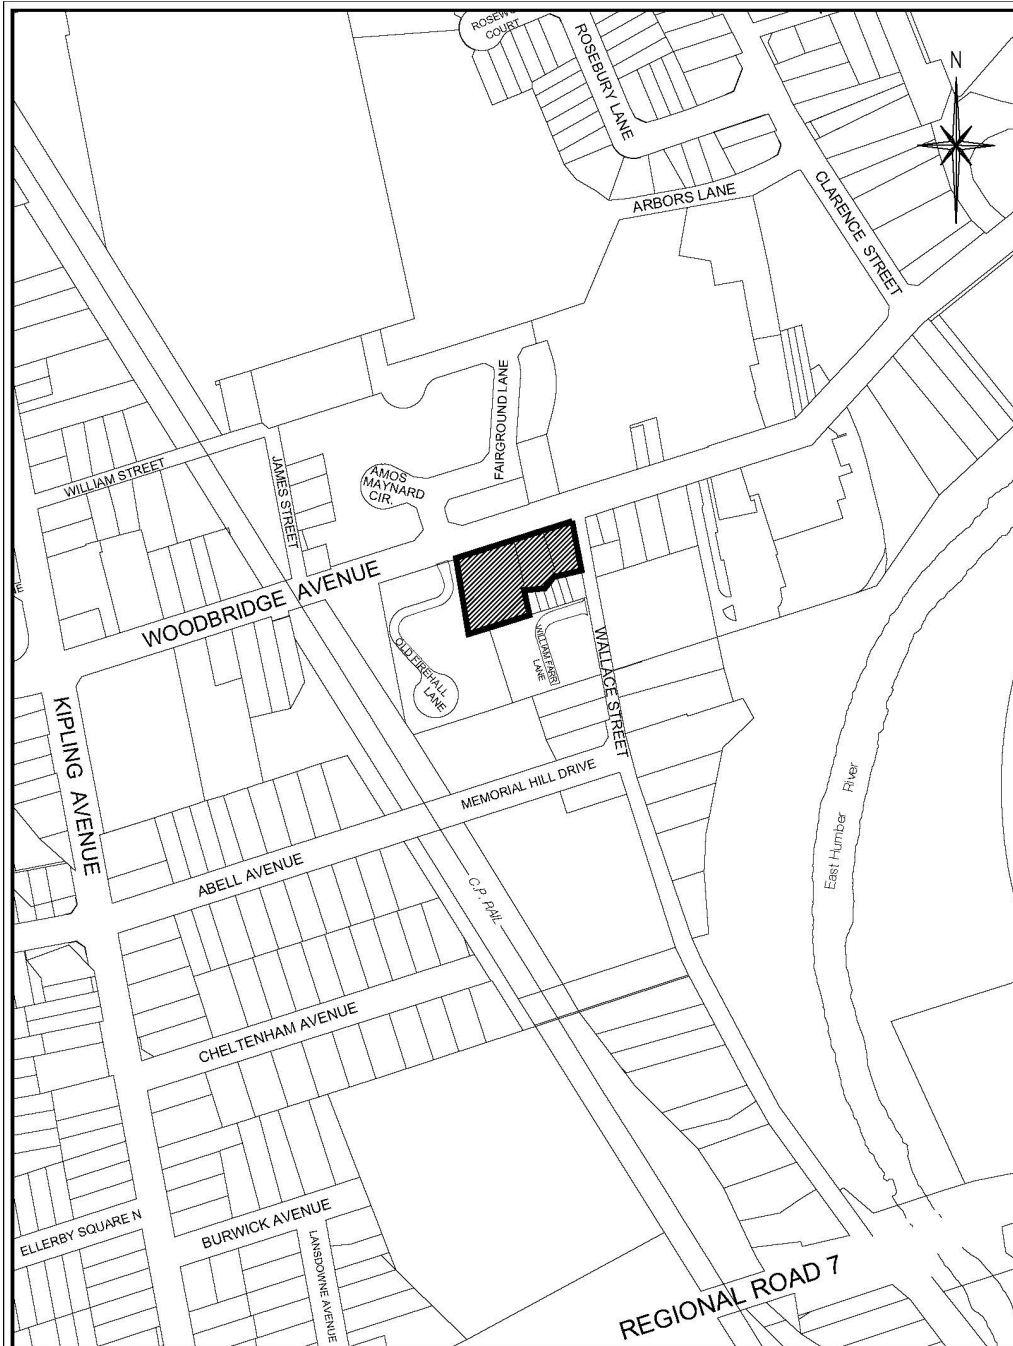 ROSEW
COURT
ROSEBURY LANE
N
ARBORS LANE
CLARENCE STREET
FAIRGROUND LANE
WILLIAM STREET
JAMES STREET
AMOS
MAYNARD
CIR.
WOODBRIDGE AVENUE
OLD FIREHALL
LANE
WILLIAM FARR
LANE
WALLACE STREET
KIPLING AVENUE
MEMORIAL HILL DRIVE
East Humber River
ABELL AVENUE
C.P. RAIL
CHELTENHAM AVENUE
ELLERBY SQUARE N
BURWICK AVENUE
LANSDOWNE AVENUE
REGIONAL ROAD 7